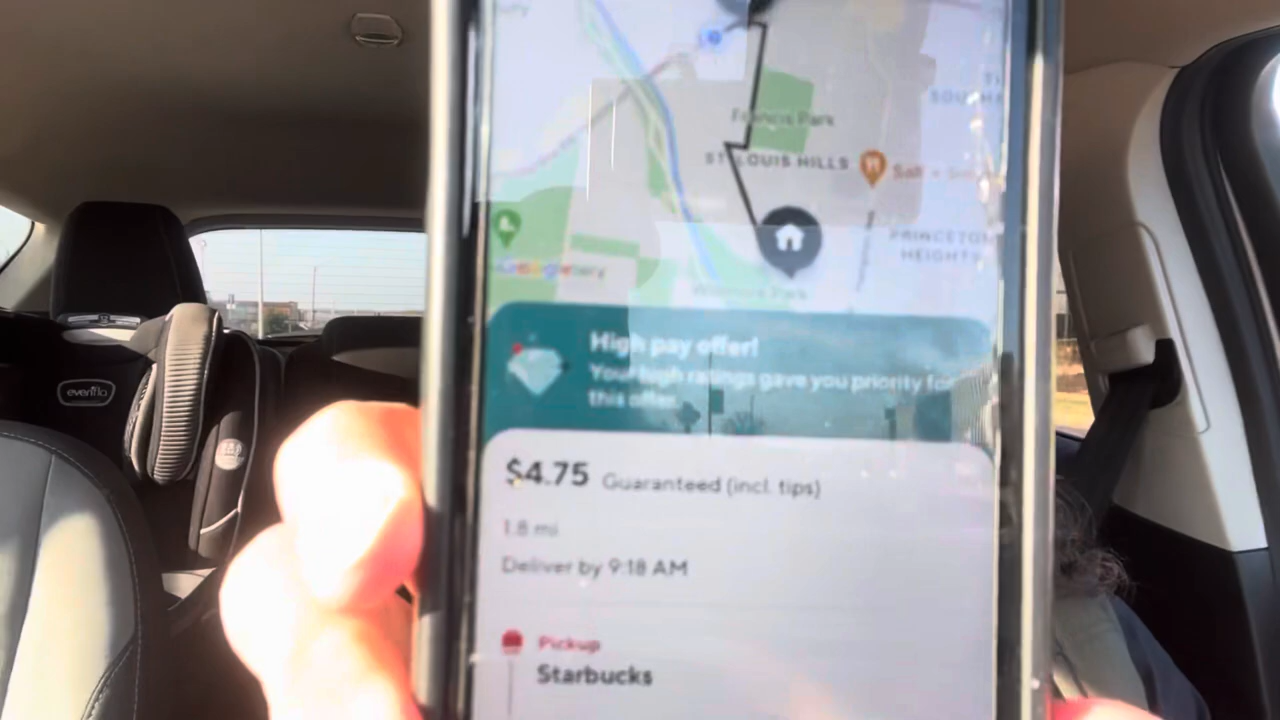 Francis Park
ST. LOUIS HILLS
PRINCETON
HEIGHTS
High pay offer!
Your high ratings gave you priority for
this offer.
$4.75 Guaranteed (incl. tips)
1.8 mi
Deliver by 9:18 AM
Pickup
Starbucks
evenflo